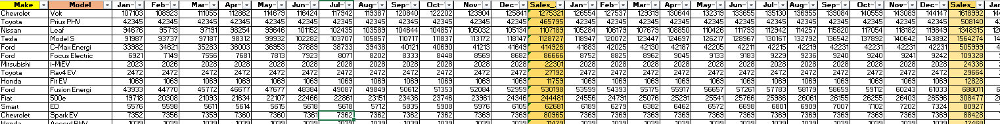 Make Model Jan- Feb- Mar- Apr- May- Jun- Jul- Aug- Sep- Oct- Nov- Dec- Sales_ Jan- Feb- Mar- Apr- May- Jun- Jul- Aug- Sep- Oct- Nov- Dec- Sales_ Jan
Chevrolet Volt 107103 108923 111055 112862 114679 116424 117942 119387 120840 122202 123904 125841 1275321 126554 127537 129319 130644 132319 133655 135130 136955 139084 140559 143089 144147 1618992
Toyota Prius PHV 42345 42345 42345 42345 42345 42345 42345 42345 42345 42345 42345 42345 465795 42345 42345 42345 42345 42345 42345 42345 42345 42345 42345 42345 42345 508140
Nissan Leaf 94676 95713 97191 98254 99646 101152 102435 103589 104644 104857 105032 105134 1107189 105284 106179 107679 108850 110426 111793 112942 114257 115820 117054 118182 119849 1348315
Tesla Model S 91987 93737 97187 98312 99932 102282 103707 105857 110717 111837 113172 118147 1128727 118947 120072 123447 124697 126217 128967 130167 132792 136542 137892 140642 143892 1564274
Ford C-Max Energi 33982 34621 35283 36003 36953 37889 38733 39438 40121 40690 41213 41649 414926 41883 42025 42130 42187 42205 42211 42215 42219 42231 42231 42231 42231 505999
Ford Focus Electric 6921 7149 7556 7681 7813 7923 8071 8202 8333 8448 8569 8682 86666 8752 8825 8962 9045 9133 9183 9229 9236 9240 9240 9241 9242 109328
Mitsubishi i-MiEV 2023 2026 2028 2028 2028 2028 2028 2028 2028 2028 2028 2028 22301 2028 2028 2028 2028 2028 2028 2028 2028 2028 2028 2028 2028 24336
Toyota Rav4 EV 2472 2472 2472 2472 2472 2472 2472 2472 2472 2472 2472 2472 27192 2472 2472 2472 2472 2472 2472 2472 2472 2472 2472 2472 2472 29664
Honda Fit EV 1069 1069 1069 1069 1069 1069 1069 1069 1069 1069 1069 1069 11759 1069 1069 1069 1069 1069 1069 1069 1069 1069 1069 1069 1069 12828
Ford Fusion Energi 43933 44770 45772 46677 47677 48384 49087 49849 50612 51353 52084 52959 530198 53599 54393 55175 55917 56657 57261 57783 58179 58659 59112 60243 61033 688011
Fiat 500e 19718 20308 21093 21634 22107 22466 22861 23151 23436 23746 23961 24346 244481 24556 24791 25076 25291 25541 25766 25986 26061 26155 26255 26403 26596 308477
Smart ED 5576 5598 5611 5614 5615 5618 5618 5712 5835 5908 5976 6105 62681 6189 6279 6382 6462 6572 6698 6801 6909 7007 7102 7202 7324 80927
Chevrolet Spark EV 7352 7356 7359 7360 7360 7361 7362 7362 7362 7362 7369 7369 80965 7369 7369 7369 7369 7369 7369 7369 7369 7369 7369 7369 7369 88428
Honda Accord PHV 1039 1039 1039 1039 1039 1039 1039 1039 1039 1039 1039 1039 11429 1039 1039 1039 1039 1039 1039 1039 1039 1039 1039 1039 1039 12468